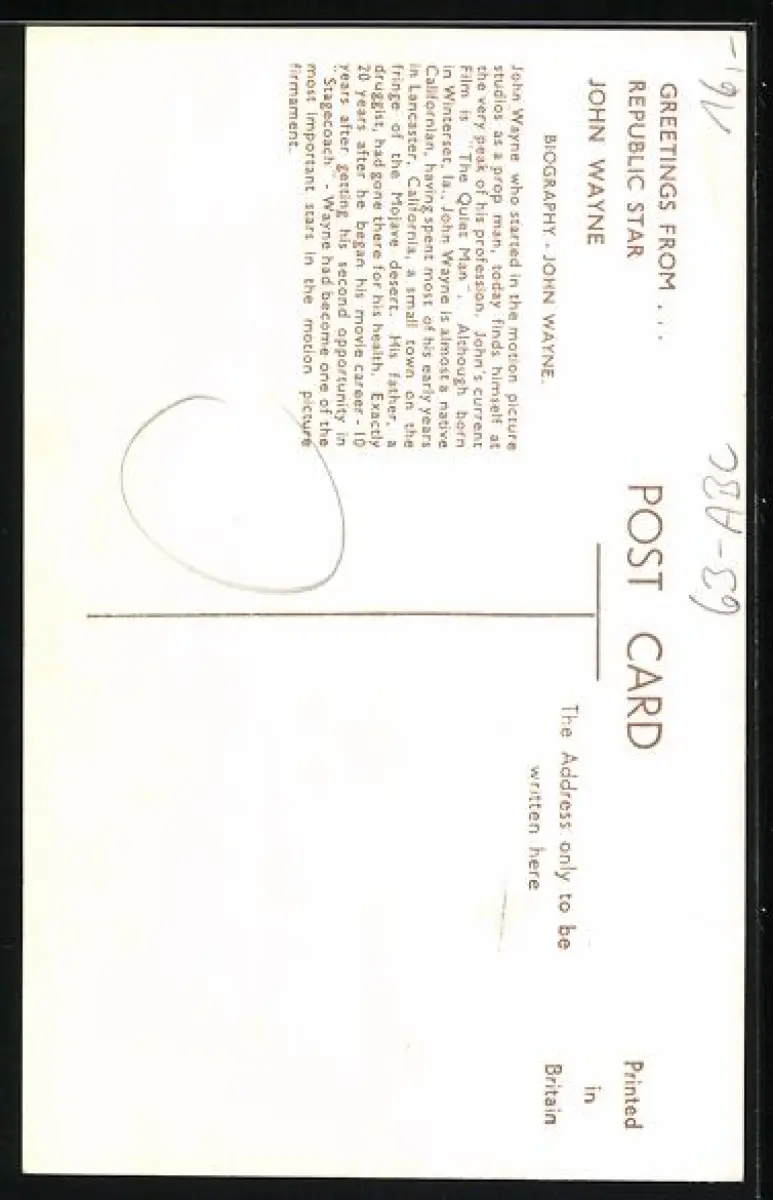 GREETINGS FROM ...
REPUBLIC STAR
JOHN WAYNE
BIOGRAPHY - JOHN WAYNE.
John Wayne who started in the motion picture
studios as a prop man, today finds himself at
the very peak of his profession. John's current
Film is "The Quiet Man". Although born
in Winterset, Ia., John Wayne is almost a native
Californian, having spent most of his early years
in Lancaster, California, a small town on the
fringe of the Mojave desert. His father, a
druggist, had gone there for his health. Exactly
20 years after he began his movie career - 10
years after getting his second opportunity in
"Stagecoach" - Wayne had become one of the
most important stars in the motion picture
firmament.
POST CARD
The Address only to be
written here
Printed
in
Britain